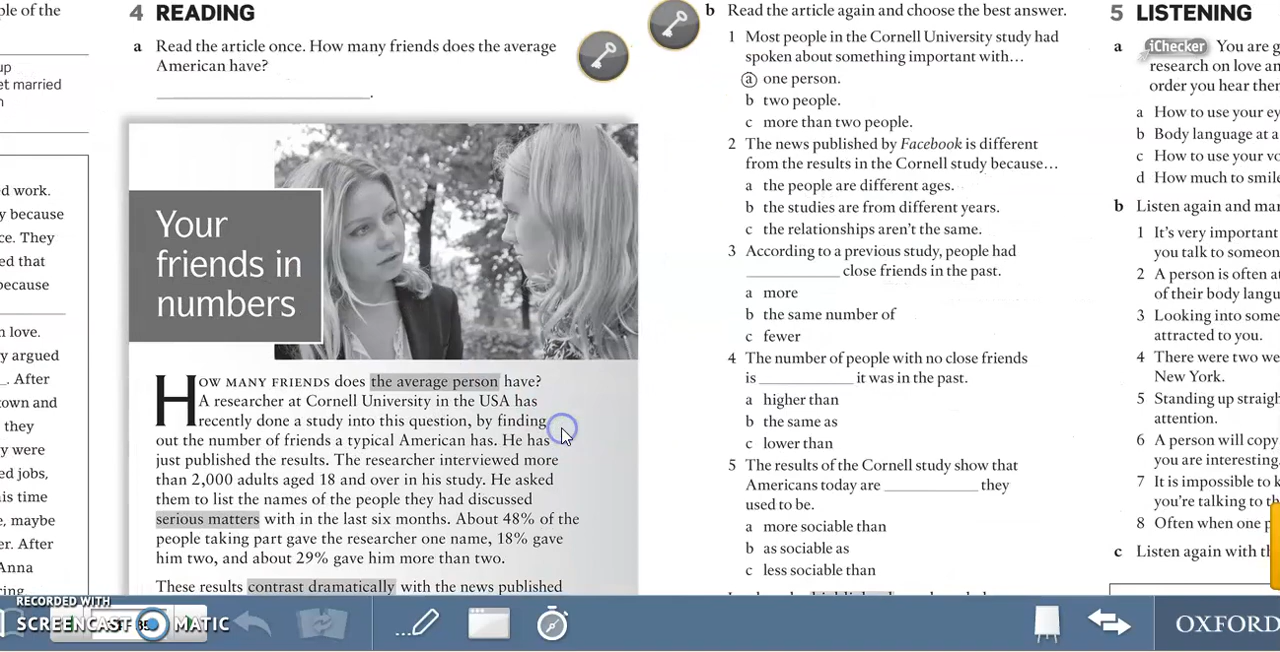 ple of the
up
et married
n
ed work.
y because
ce. They
ed that
because
n love.
y argued
. After
town and
they
y were
ed jobs,
his time
e, maybe
er. After
Anna
4 READING
a Read the article once. How many friends does the average
American have?
Your
friends in
numbers
HOW MANY FRIENDS does the average person have?
A researcher at Cornell University in the USA has
recently done a study into this question, by finding
out the number of friends a typical American has. He has
just published the results. The researcher interviewed more
than 2,000 adults aged 18 and over in his study. He asked
them to list the names of the people they had discussed
serious matters with in the last six months. About 48% of the
people taking part gave the researcher one name, 18% gave
him two, and about 29% gave him more than two.
These results contrast dramatically with the news published
b Read the article again and choose the best answer.
1 Most people in the Cornell University study had
spoken about something important with…
a one person.
b two people.
c more than two people.
2 The news published by Facebook is different
from the results in the Cornell study because…
a the people are different ages.
b the studies are from different years.
c the relationships aren't the same.
3 According to a previous study, people had
____________ close friends in the past.
a more
b the same number of
c fewer
4 The number of people with no close friends
is ____________ it was in the past.
a higher than
b the same as
c lower than
5 The results of the Cornell study show that
Americans today are ____________ they
used to be.
a more sociable than
b as sociable as
c less sociable than
5 LISTENING
a iChecker You are g
research on love an
order you hear the
a How to use your ey
b Body language at a
c How to use your vo
d How much to smile
b Listen again and mar
1 It's very important
you talk to someon
2 A person is often at
of their body langu
3 Looking into some
attracted to you.
4 There were two we
New York.
5 Standing up straigh
attention.
6 A person will copy
you are interesting.
7 It is impossible to k
you're talking to th
8 Often when one p
c Listen again with th
RECORDED WITH
SCREENCAST MATIC
OXFORD